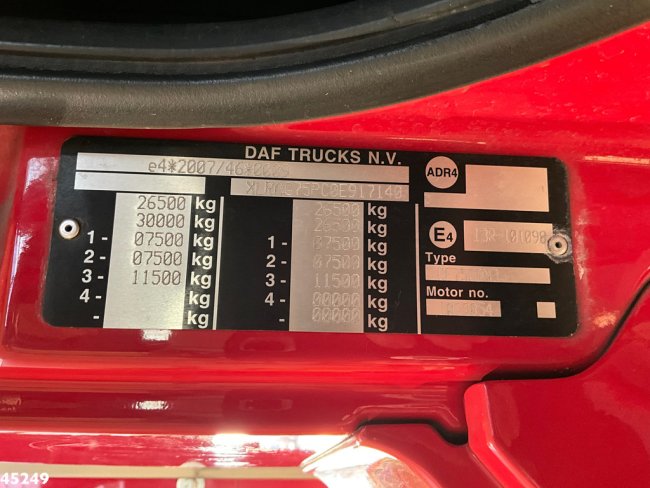 DAF TRUCKS N.V.
ADR4
E4
26500 kg
30000 kg
1- 07500 kg
2- 07500 kg
3- 11500 kg
4- kg
- kg
26500 kg
kg
1- 07500 kg
2- 07500 kg
3- 11500 kg
4- 00000 kg
- 00000 kg
Type
Motor no.
45249